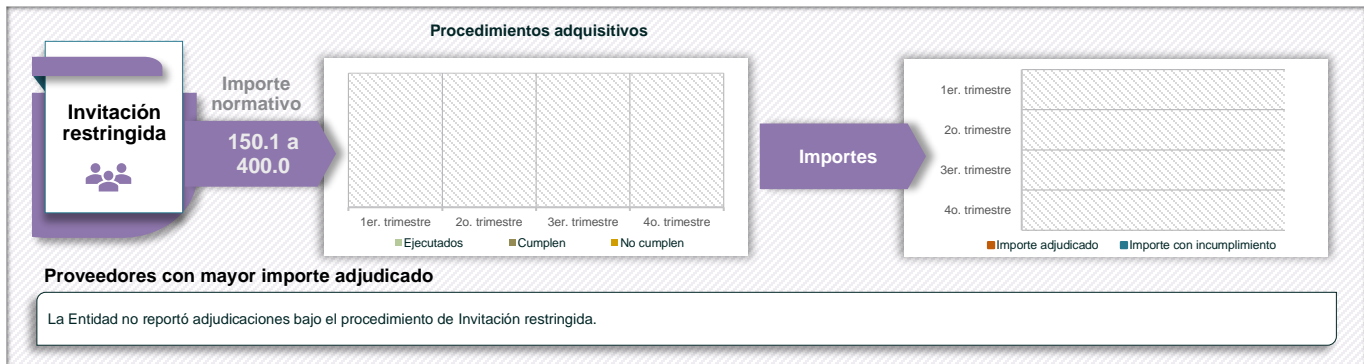 Procedimientos adquisitivos
Invitación
restringida
Importe
normativo
150.1 a
400.0
1er. trimestre 2o. trimestre 3er. trimestre 4o. trimestre
Ejecutados Cumplen No cumplen
Importes
1er. trimestre
2o. trimestre
3er. trimestre
4o. trimestre
Importe adjudicado Importe con incumplimiento
Proveedores con mayor importe adjudicado
La Entidad no reportó adjudicaciones bajo el procedimiento de Invitación restringida.